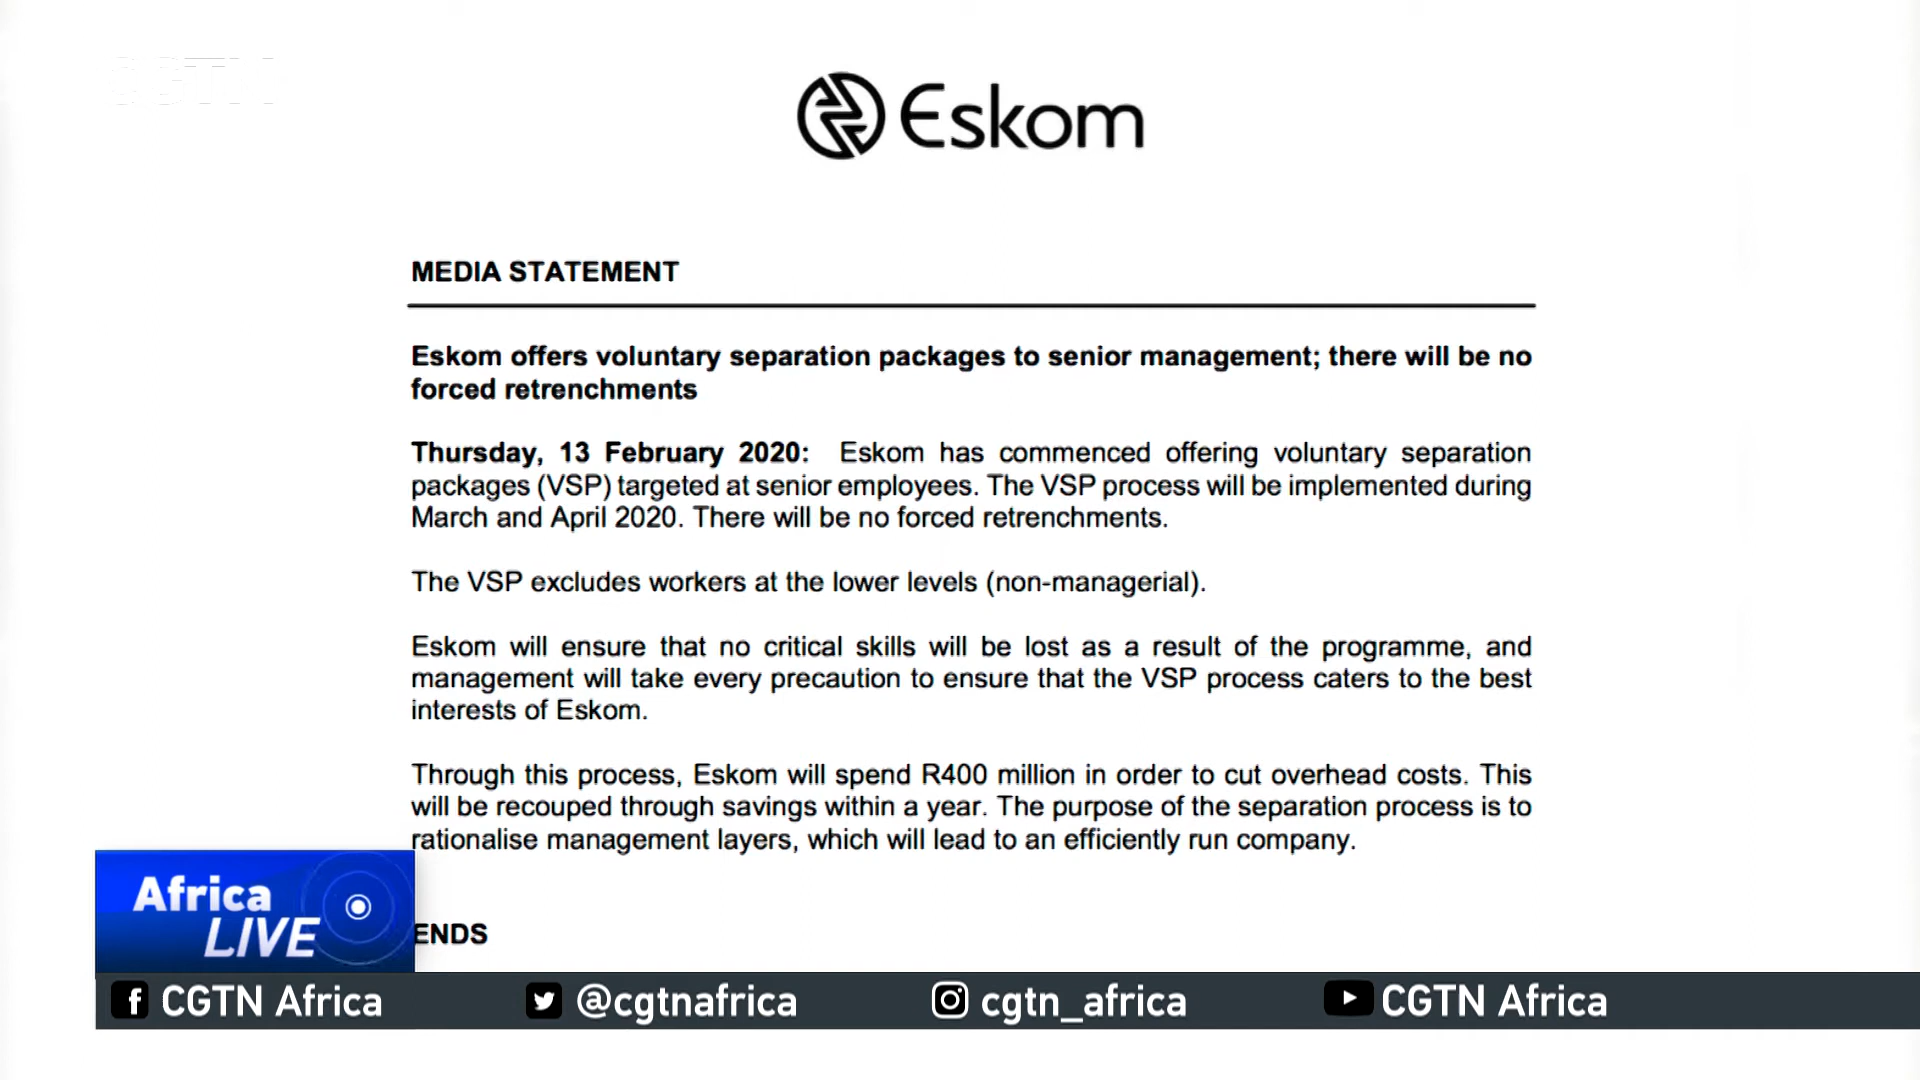 Eskom
MEDIA STATEMENT
Eskom offers voluntary separation packages to senior management; there will be no
forced retrenchments
Thursday, 13 February 2020: Eskom has commenced offering voluntary separation
packages (VSP) targeted at senior employees. The VSP process will be implemented during
March and April 2020. There will be no forced retrenchments.
The VSP excludes workers at the lower levels (non-managerial).
Eskom will ensure that no critical skills will be lost as a result of the programme, and
management will take every precaution to ensure that the VSP process caters to the best
interests of Eskom.
Through this process, Eskom will spend R400 million in order to cut overhead costs. This
will be recouped through savings within a year. The purpose of the separation process is to
rationalise management layers, which will lead to an efficiently run company.
ENDS
Africa
LIVE
CGTN Africa
@cgtnafrica
cgtn_africa
CGTN Africa